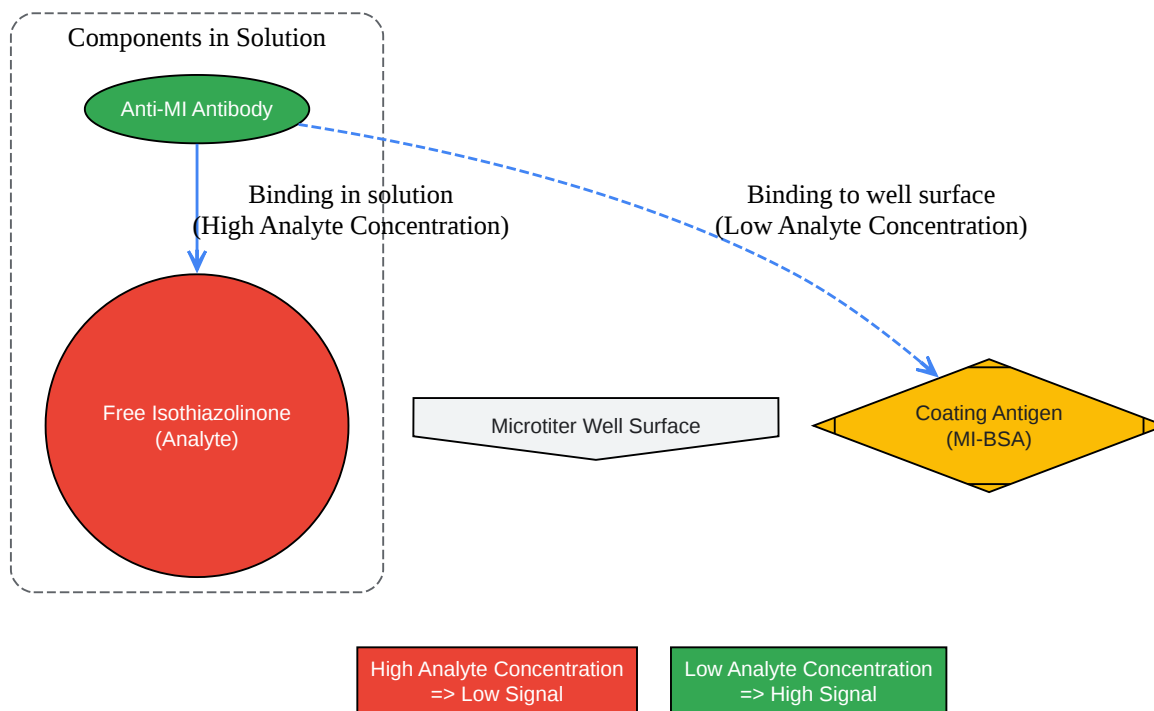 Components in Solution
Anti-MI Antibody
Binding in solution
(High Analyte Concentration)
Binding to well surface
(Low Analyte Concentration)
Free Isothiazolinone
(Analyte)
Microtiter Well Surface
Coating Antigen
(MI-BSA)
High Analyte Concentration
=> Low Signal
Low Analyte Concentration
=> High Signal